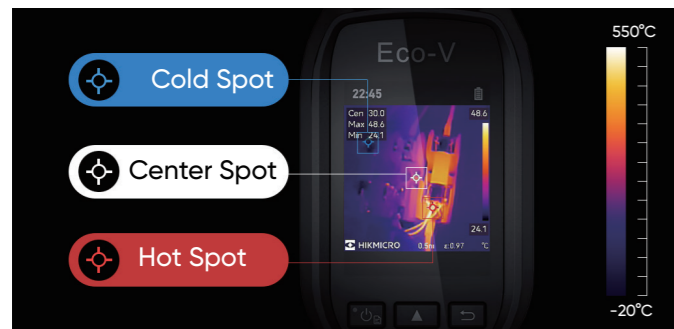 550°C
Eco-V
Cold Spot
22:45
Cen 30.0
Max 48.6
Min 24.1
48.6
Center Spot
24.1
HIKMICRO 0.5m ε:0.97 °C
Hot Spot
-20°C